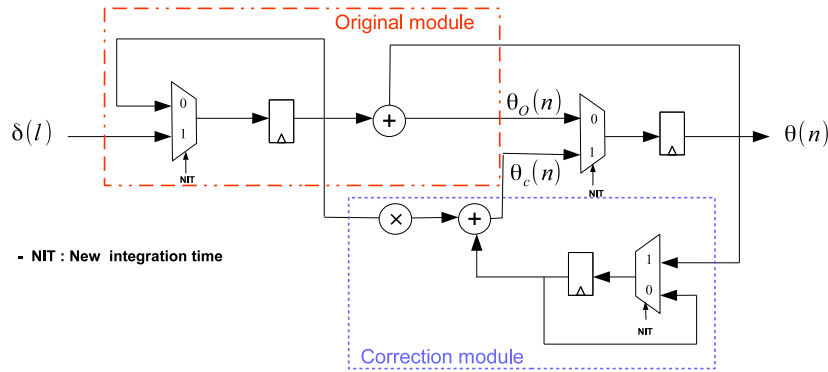 Original module
0
δ(l)
1
NIT
+
θ_O(n)
0
1
θ(n)
θ_c(n)
NIT
×
+
- NIT : New integration time
1
0
NIT
Correction module